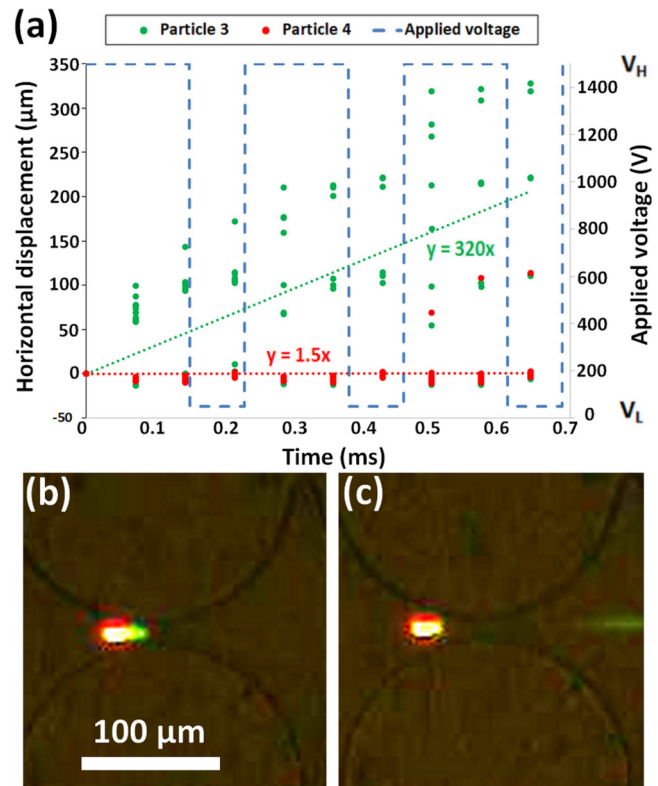 (a)
Particle 3 Particle 4 Applied voltage
350
300
250
200
150
100
50
0
-50
Horizontal displacement (µm)
V_H
1400
1200
1000
800
600
400
200
0
V_L
Applied voltage (V)
y = 320x
y = 1.5x
0 0.1 0.2 0.3 0.4 0.5 0.6 0.7
Time (ms)
(b)
(c)
100 µm